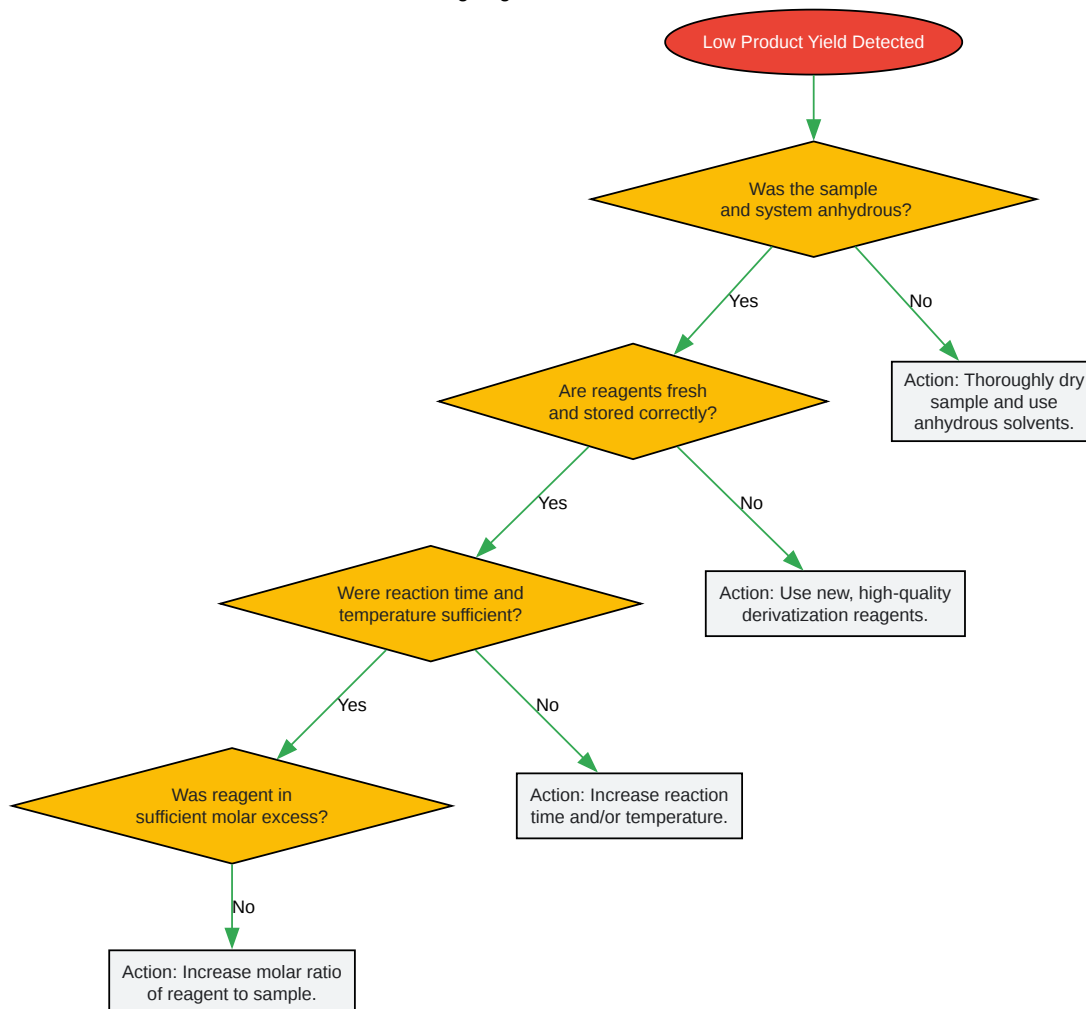 Low Product Yield Detected
Was the sample
and system anhydrous?
Yes
No
Are reagents fresh
and stored correctly?
Action: Thoroughly dry
sample and use
anhydrous solvents.
Yes
No
Were reaction time and
temperature sufficient?
Action: Use new, high-quality
derivatization reagents.
Yes
No
Was reagent in
sufficient molar excess?
Action: Increase reaction
time and/or temperature.
No
Action: Increase molar ratio
of reagent to sample.